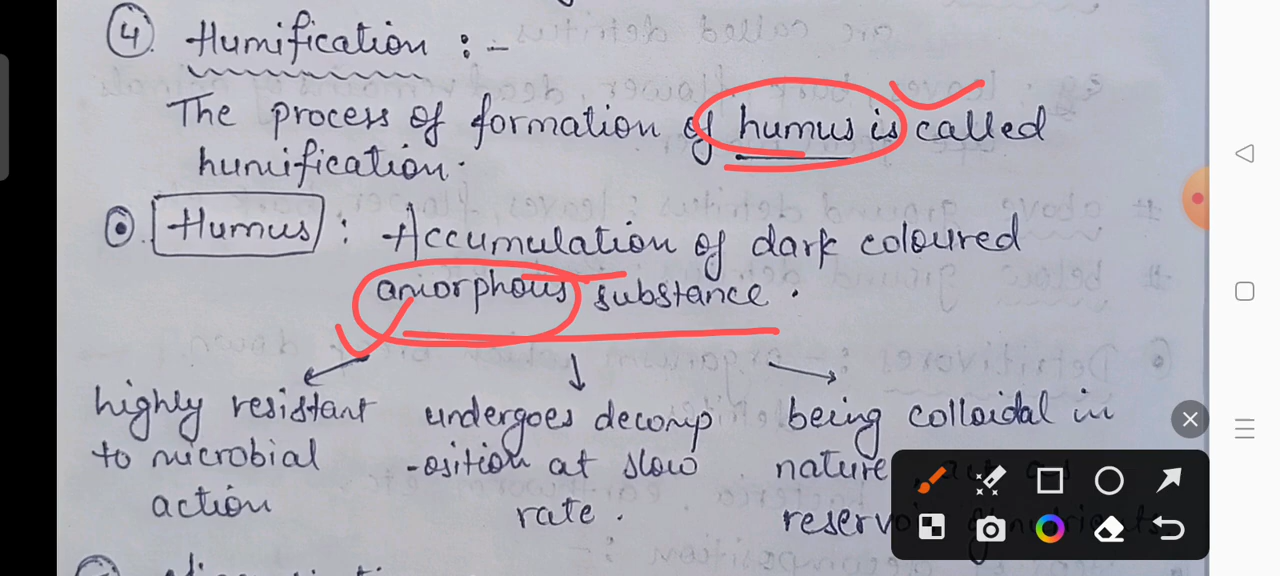 ④ Humification :-
The process of formation of humus is called
humification.
⊙ Humus : Accumulation of dark coloured
amorphous substance.
highly resistant
to microbial
action
undergoes decomp
-osition at slow
rate.
being colloidal in
nature